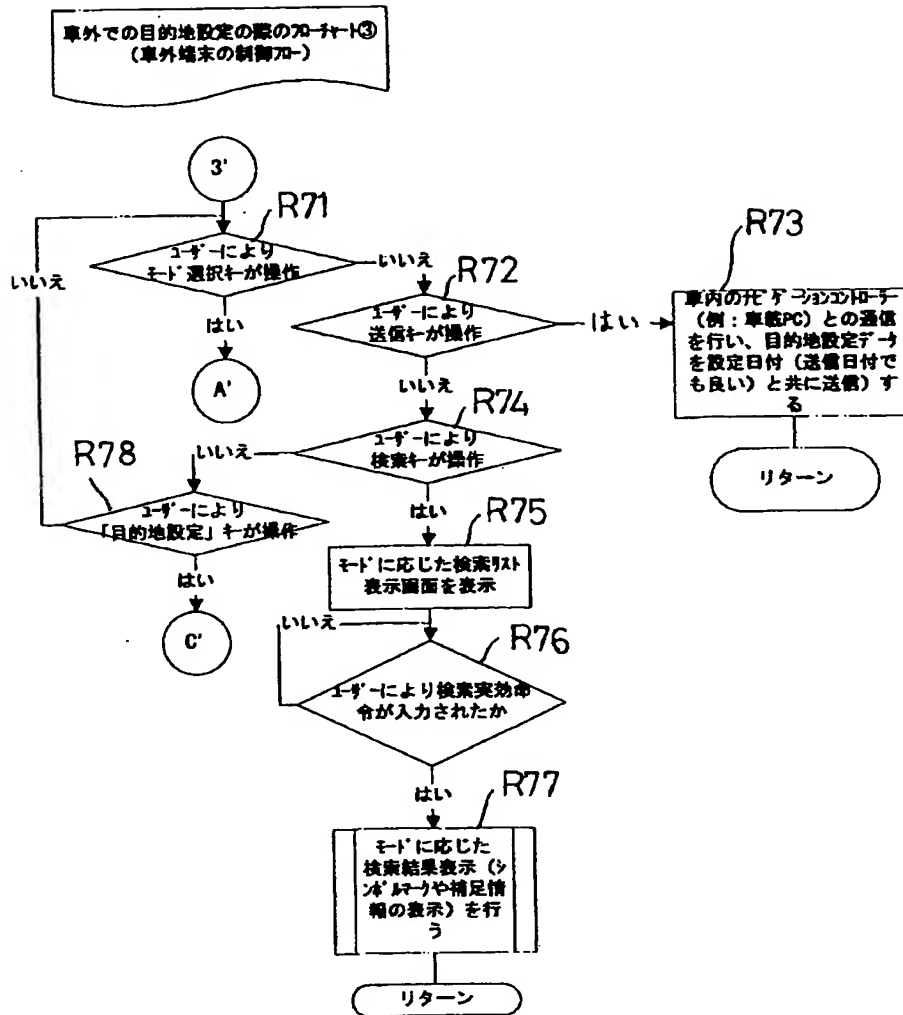 車外での目的地設定の際のフローチャート③
（車外端末の制御フロー）
3'
R71
ユーザーにより
モード選択キーが操作
いいえ
いいえ
はい
A'
R72
ユーザーにより
送信キーが操作
はい
いいえ
R73
車内のナビゲーションコントローラー
（例：車載PC）との通信
を行い、目的地設定データ
を設定日付（送信日付で
も良い）と共に送信）す
る
リターン
R74
ユーザーにより
検索キーが操作
いいえ
はい
R78
ユーザーにより
「目的地設定」キーが操作
はい
C'
R75
モードに応じた検索リスト
表示画面を表示
いいえ
R76
ユーザーにより検索実効命
令が入力されたか
はい
R77
モードに応じた
検索結果表示（シ
ンボルマークや補足情
報の表示）を行
う
リターン